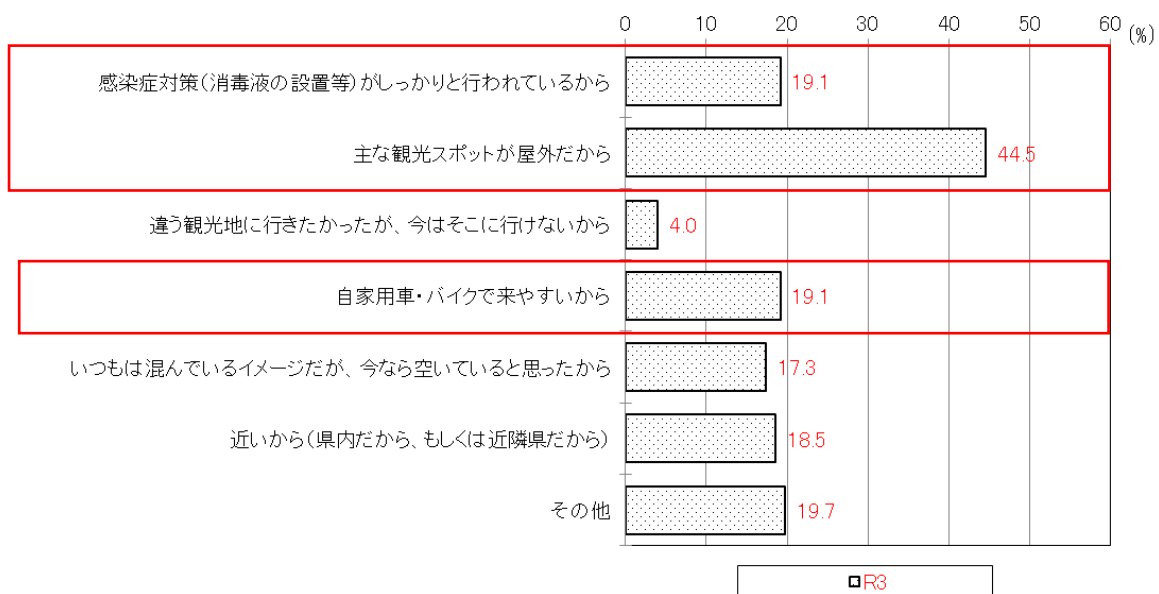 0 10 20 30 40 50 60 (%)
感染症対策(消毒液の設置等)がしっかりと行われているから 19.1
主な観光スポットが屋外だから 44.5
違う観光地に行きたかったが、今はそこに行けないから 4.0
自家用車・バイクで来やすいから 19.1
いつもは混んでいるイメージだが、今なら空いていると思ったから 17.3
近いから(県内だから、もしくは近隣県だから) 18.5
その他 19.7
R3